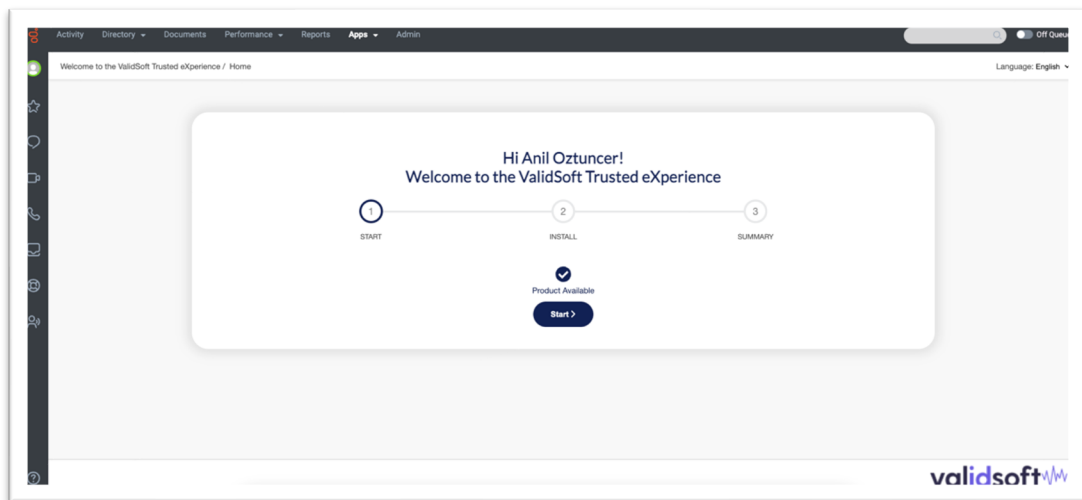 Activity Directory Documents Performance Reports Apps Admin
Off Queue
Welcome to the ValidSoft Trusted eXperience / Home
Language: English
Hi Anil Oztuncer!
Welcome to the ValidSoft Trusted eXperience
1 2 3
START INSTALL SUMMARY
Product Available
Start >
validsoft